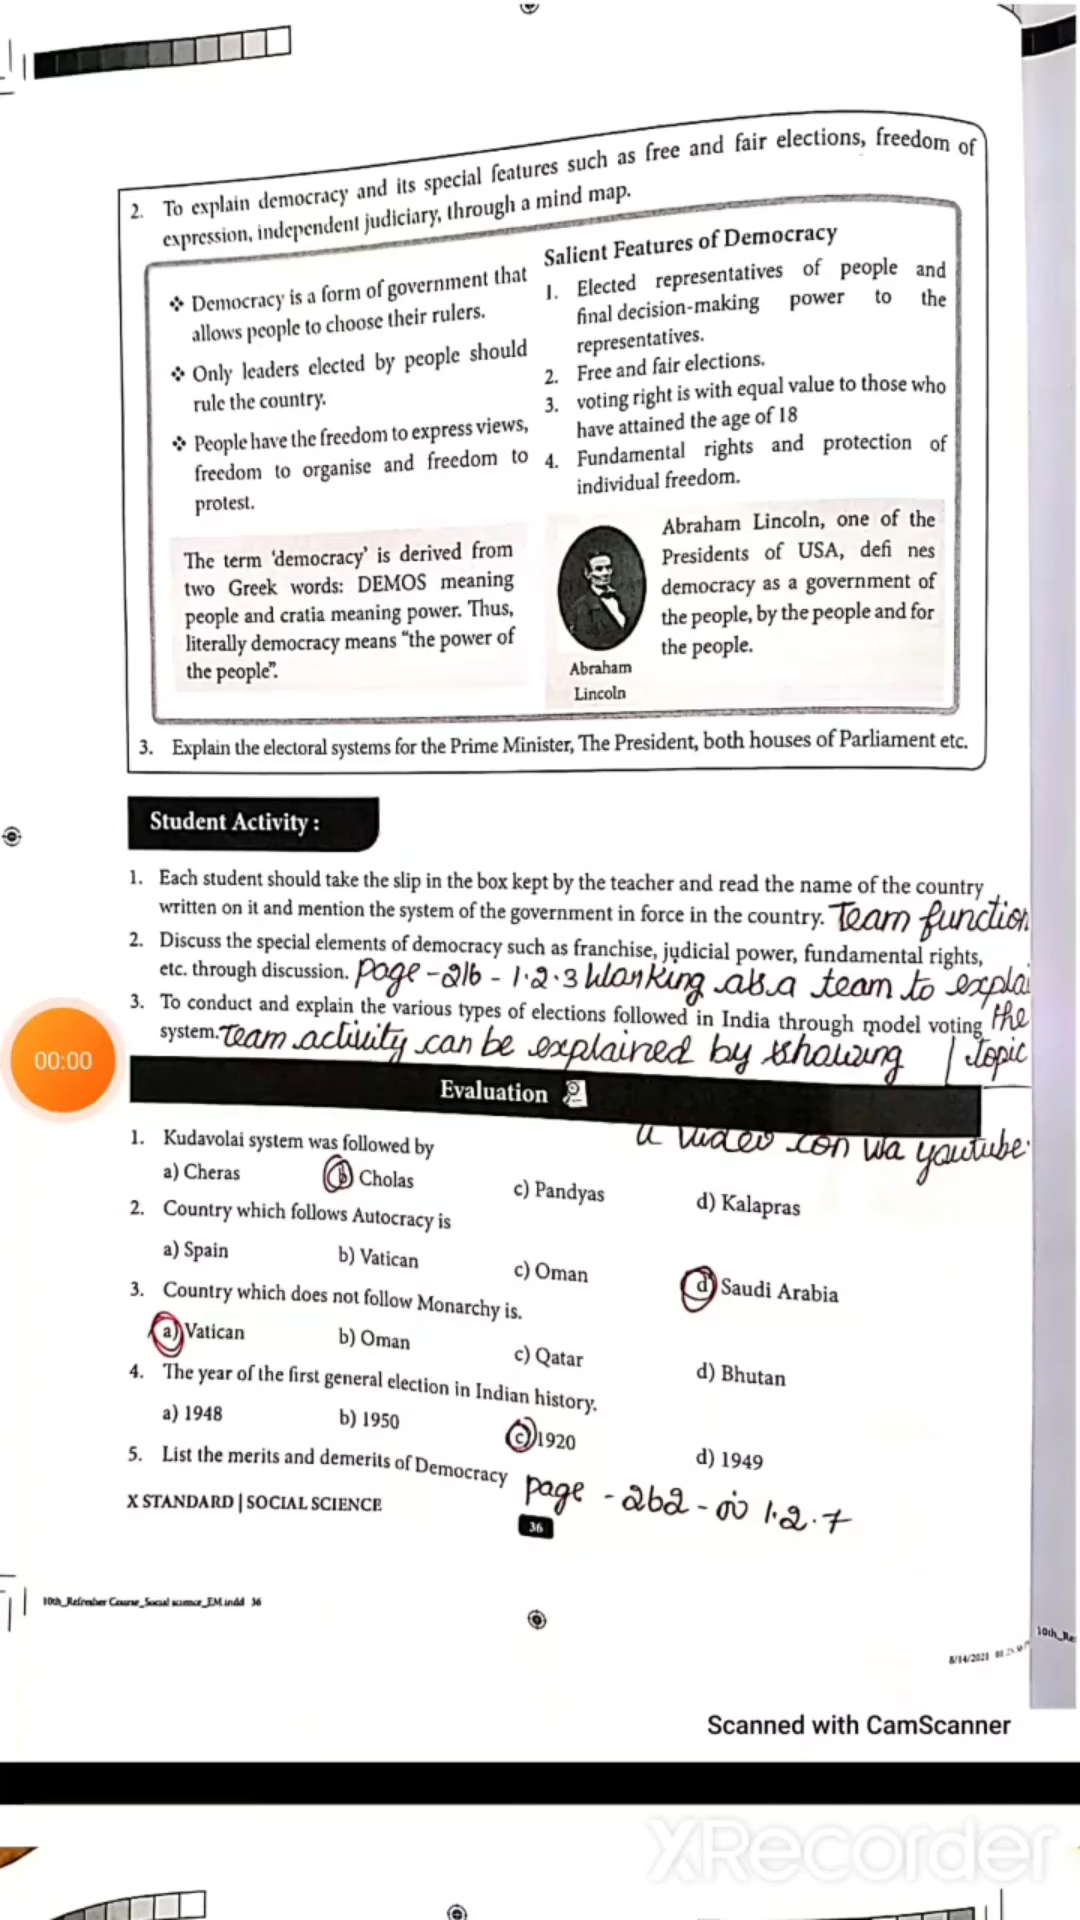 2. To explain democracy and its special features such as free and fair elections, freedom of
expression, independent judiciary, through a mind map.
❖ Democracy is a form of government that
allows people to choose their rulers.
❖ Only leaders elected by people should
rule the country.
❖ People have the freedom to express views,
freedom to organise and freedom to
protest.
The term ‘democracy’ is derived from
two Greek words: DEMOS meaning
people and cratia meaning power. Thus,
literally democracy means “the power of
the people”.
Salient Features of Democracy
1. Elected representatives of people and
final decision-making power to the
representatives.
2. Free and fair elections.
3. voting right is with equal value to those who
have attained the age of 18
4. Fundamental rights and protection of
individual freedom.
Abraham Lincoln, one of the
Presidents of USA, defi nes
democracy as a government of
the people, by the people and for
the people.
Abraham
Lincoln
3. Explain the electoral systems for the Prime Minister, The President, both houses of Parliament etc.
Student Activity :
1. Each student should take the slip in the box kept by the teacher and read the name of the country
written on it and mention the system of the government in force in the country. Team function
2. Discuss the special elements of democracy such as franchise, judicial power, fundamental rights,
etc. through discussion. page - 216 - 1.2.3 Wanking as a team to explai
3. To conduct and explain the various types of elections followed in India through model voting the
system. Team activity can be explained by showing topic
00:00
Evaluation
a video con via youtube.
1. Kudavolai system was followed by
a) Cheras b) Cholas c) Pandyas d) Kalapras
2. Country which follows Autocracy is
a) Spain b) Vatican c) Oman d) Saudi Arabia
3. Country which does not follow Monarchy is.
a) Vatican b) Oman c) Qatar d) Bhutan
4. The year of the first general election in Indian history.
a) 1948 b) 1950 c) 1920 d) 1949
5. List the merits and demerits of Democracy page - 262 - 1.2.7
X STANDARD | SOCIAL SCIENCE
36
10th_Refresher Course_Social science_EM.indd 36
10th_Re
8/14/2021
Scanned with CamScanner
XRecorder